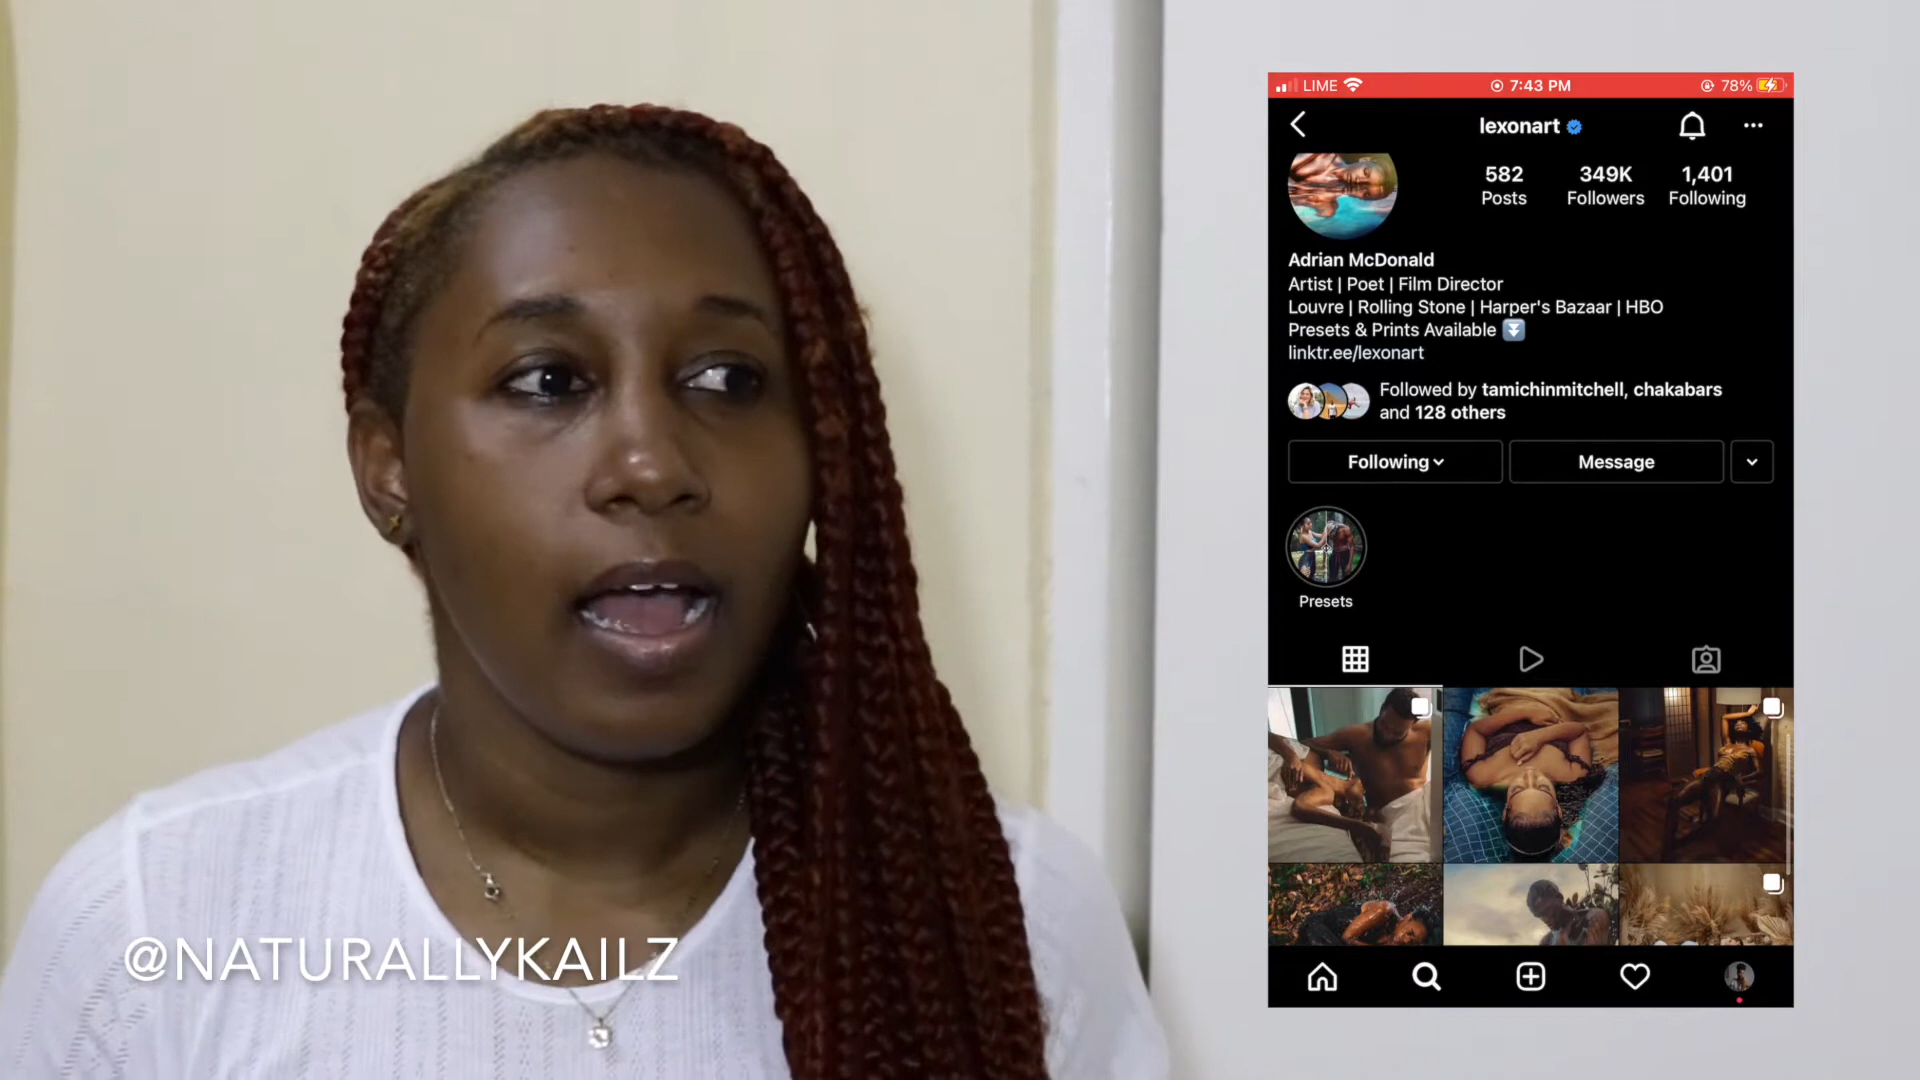 LIME 7:43 PM 78%
lexonart
582 349K 1,401
Posts Followers Following
Adrian McDonald
Artist | Poet | Film Director
Louvre | Rolling Stone | Harper's Bazaar | HBO
Presets & Prints Available
linktr.ee/lexonart
Followed by tamichinmitchell, chakabars
and 128 others
Following Message
Presets
@NATURALLYKAILZ